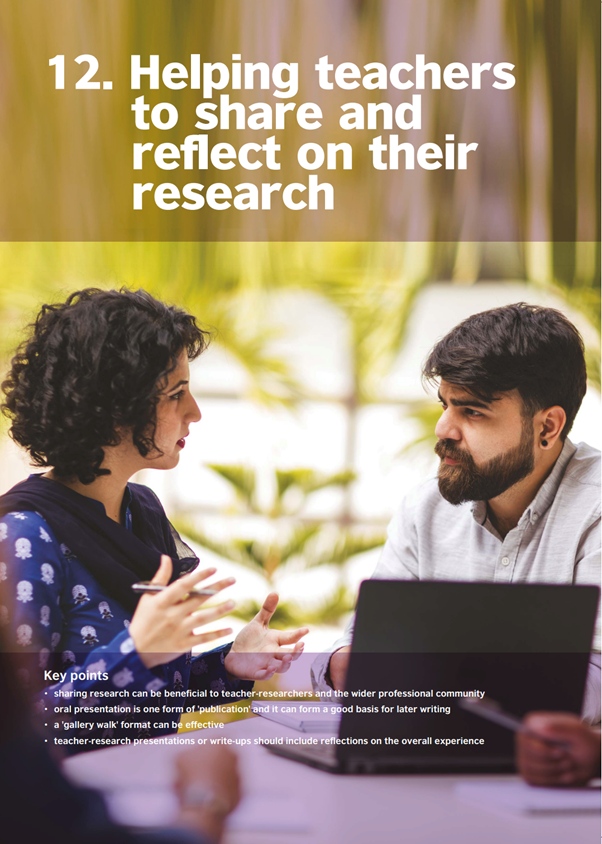 12. Helping teachers
to share and
reflect on their
research
Key points
• sharing research can be beneficial to teacher-researchers and the wider professional community
• oral presentation is one form of 'publication' and it can form a good basis for later writing
• a 'gallery walk' format can be effective
• teacher-research presentations or write-ups should include reflections on the overall experience